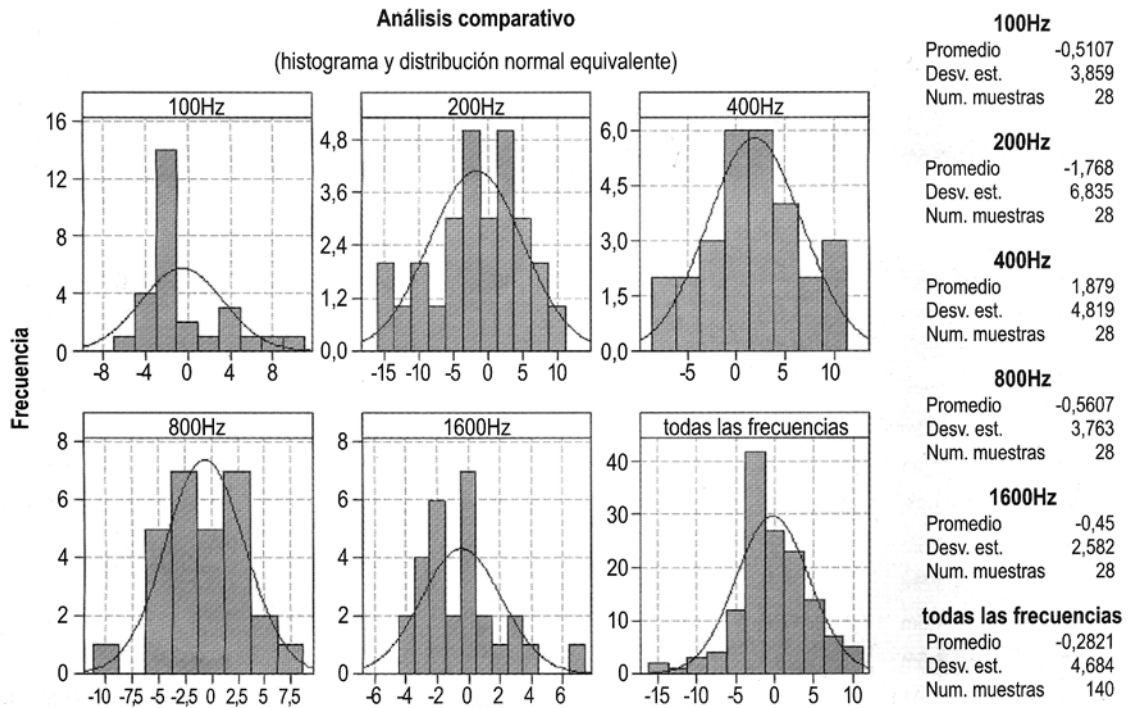 Análisis comparativo
(histograma y distribución normal equivalente)
Frecuencia
100Hz
16
12
8
4
0
-8 -4 0 4 8
200Hz
4,8
3,6
2,4
1,2
0,0
-15 -10 -5 0 5 10
400Hz
6,0
4,5
3,0
1,5
0,0
-5 0 5 10
800Hz
8
6
4
2
0
-10 -7,5 -5 -2,5 0 2,5 5 7,5
1600Hz
8
6
4
2
0
-6 -4 -2 0 2 4 6
todas las frecuencias
40
30
20
10
0
-15 -10 -5 0 5 10
100Hz
Promedio -0,5107
Desv. est. 3,859
Num. muestras 28
200Hz
Promedio -1,768
Desv. est. 6,835
Num. muestras 28
400Hz
Promedio 1,879
Desv. est. 4,819
Num. muestras 28
800Hz
Promedio -0,5607
Desv. est. 3,763
Num. muestras 28
1600Hz
Promedio -0,45
Desv. est. 2,582
Num. muestras 28
todas las frecuencias
Promedio -0,2821
Desv. est. 4,684
Num. muestras 140